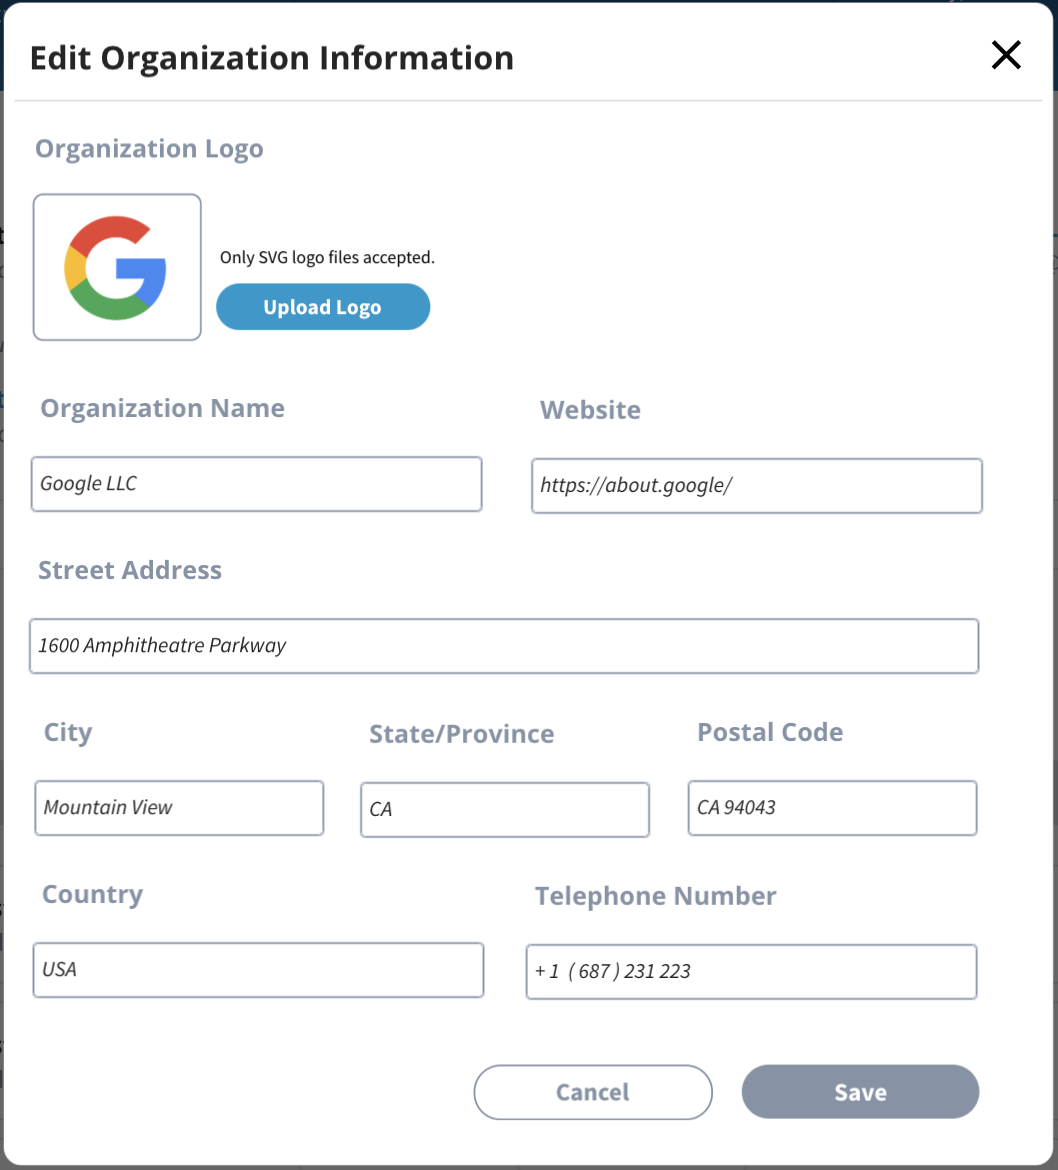 Edit Organization Information
Organization Logo
Only SVG logo files accepted.
Upload Logo
Organization Name
Website
Google LLC
https://about.google/
Street Address
1600 Amphitheatre Parkway
City
State/Province
Postal Code
Mountain View
CA
CA 94043
Country
Telephone Number
USA
+ 1 ( 687 ) 231 223
Cancel
Save